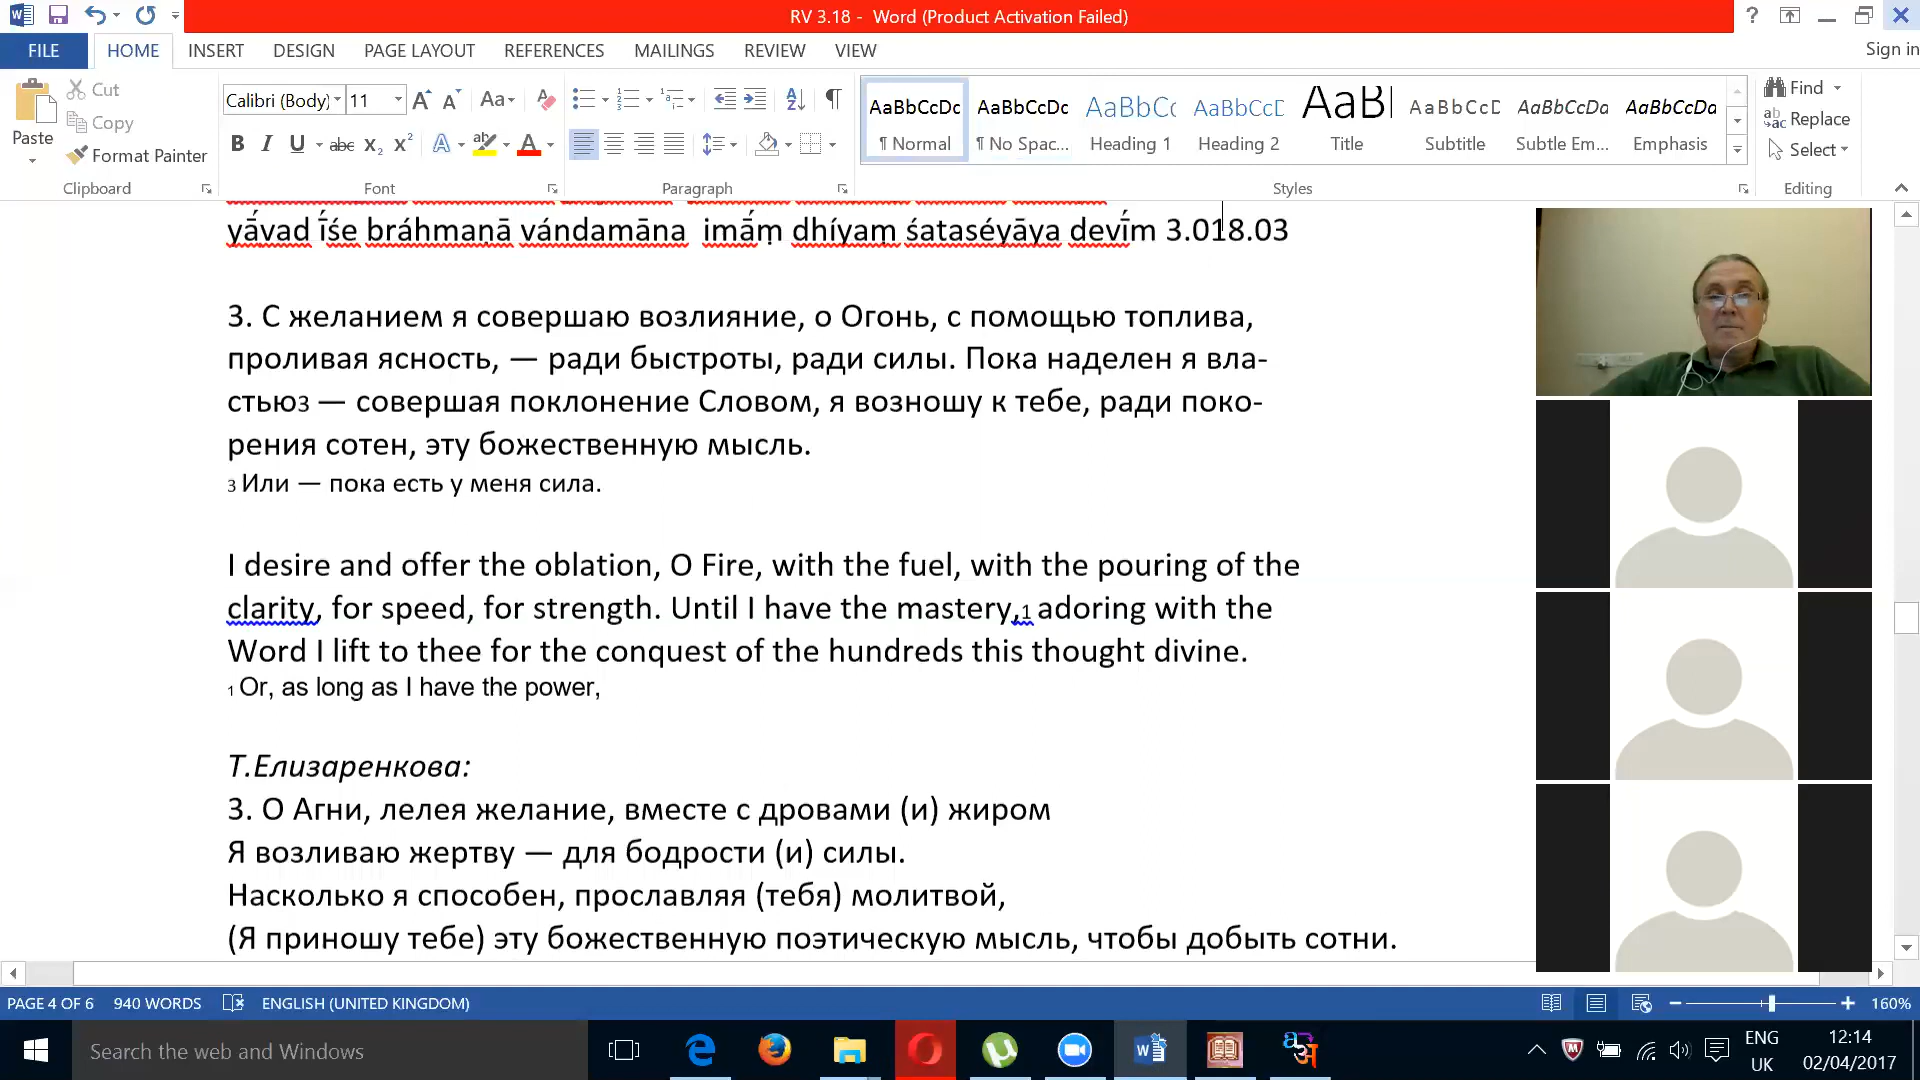 RV 3.18 - Word (Product Activation Failed)
FILE HOME INSERT DESIGN PAGE LAYOUT REFERENCES MAILINGS REVIEW VIEW Sign in
Paste
Cut
Copy
Format Painter
Clipboard
Calibri (Body) 11
Font
Paragraph
AaBbCcDc AaBbCcDc AaBbCc AaBbCcD AaB AaBbCcD AaBbCcDa AaBbCcDa
¶ Normal ¶ No Spac... Heading 1 Heading 2 Title Subtitle Subtle Em... Emphasis
Styles
Find
Replace
Select
Editing
yā́vad ī́śe bráhmaṇā vándamāna imā́ṃ dhíyaṃ śataséyāya devī́m 3.018.03
3. С желанием я совершаю возлияние, о Огонь, с помощью топлива,
проливая ясность, — ради быстроты, ради силы. Пока наделен я вла-
стью3 — совершая поклонение Словом, я возношу к тебе, ради поко-
рения сотен, эту божественную мысль.
3 Или — пока есть у меня сила.
I desire and offer the oblation, O Fire, with the fuel, with the pouring of the
clarity, for speed, for strength. Until I have the mastery,1 adoring with the
Word I lift to thee for the conquest of the hundreds this thought divine.
1 Or, as long as I have the power,
Т.Елизаренкова:
3. О Агни, лелея желание, вместе с дровами (и) жиром
Я возливаю жертву — для бодрости (и) силы.
Насколько я способен, прославляя (тебя) молитвой,
(Я приношу тебе) эту божественную поэтическую мысль, чтобы добыть сотни.
PAGE 4 OF 6 940 WORDS ENGLISH (UNITED KINGDOM) 160%
Search the web and Windows
ENG
UK
12:14
02/04/2017